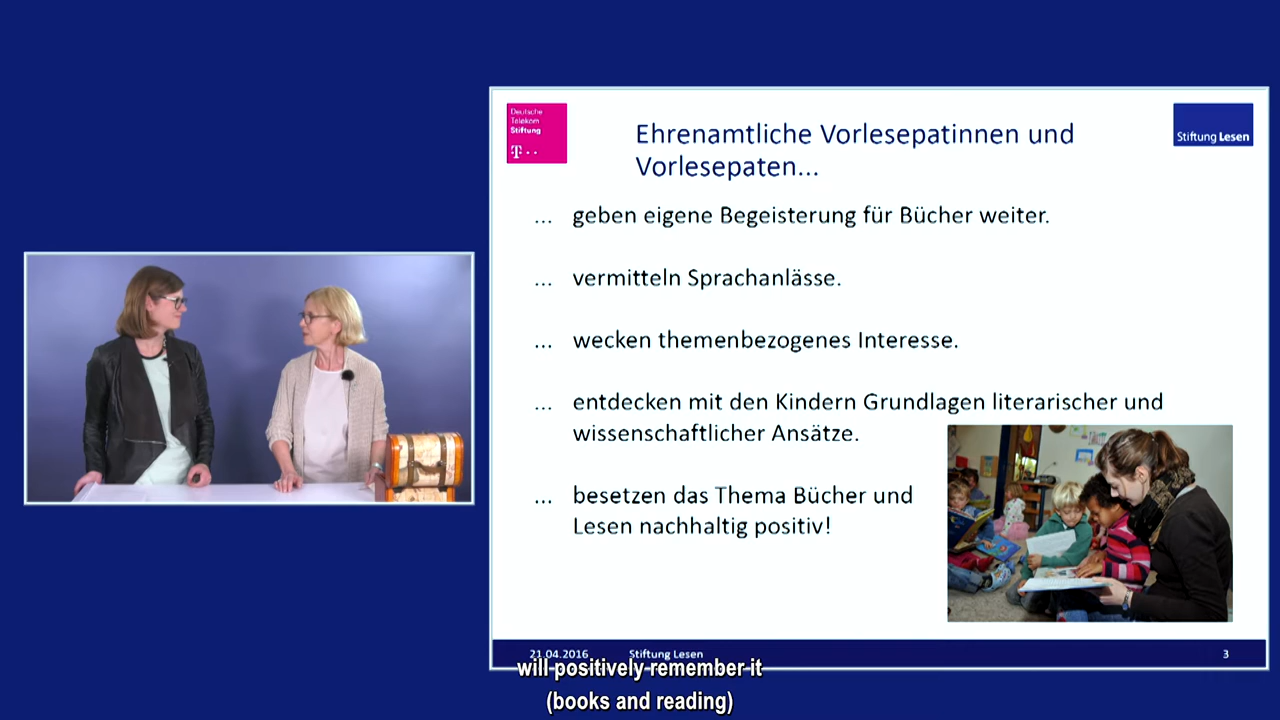 Deutsche
Telekom
Stiftung
T··
Stiftung Lesen
Ehrenamtliche Vorlesepatinnen und
Vorlesepaten...
... geben eigene Begeisterung für Bücher weiter.
... vermitteln Sprachanlässe.
... wecken themenbezogenes Interesse.
... entdecken mit den Kindern Grundlagen literarischer und
wissenschaftlicher Ansätze.
... besetzen das Thema Bücher und
Lesen nachhaltig positiv!
21.04.2016 Stiftung Lesen 3
will positively remember it
(books and reading)